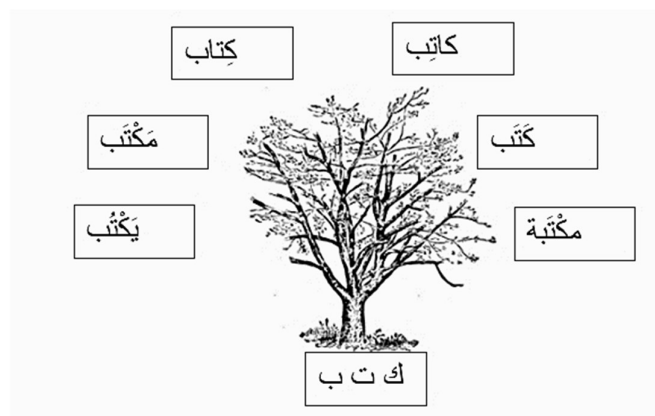 كاتِب
كِتاب
كَتَب
مَكْتَب
مكْتَبة
يَكْتُب
ك ت ب